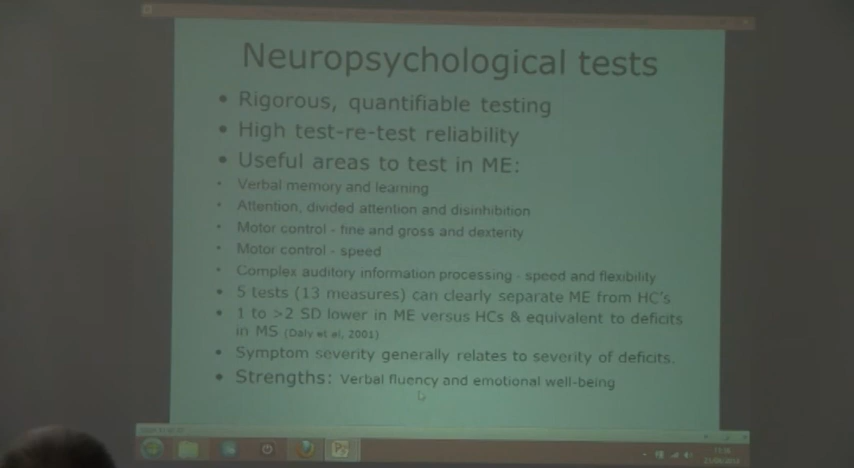 Neuropsychological tests
• Rigorous, quantifiable testing
• High test-re-test reliability
• Useful areas to test in ME:
• Verbal memory and learning
• Attention, divided attention and disinhibition
• Motor control - fine and gross and dexterity
• Motor control - speed
• Complex auditory information processing - speed and flexibility
• 5 tests (13 measures) can clearly separate ME from HC's
• 1 to >2 SD lower in ME versus HCs & equivalent to deficits
in MS (Daly et al, 2001)
• Symptom severity generally relates to severity of deficits.
• Strengths: Verbal fluency and emotional well-being